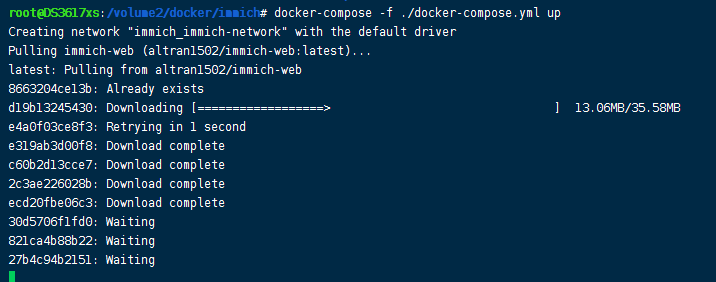 root@DS3617xs:/volume2/docker/immich# docker-compose -f ./docker-compose.yml up
Creating network "immich_immich-network" with the default driver
Pulling immich-web (altran1502/immich-web:latest)...
latest: Pulling from altran1502/immich-web
8663204ce13b: Already exists
d19b13245430: Downloading [==================>                                ]  13.06MB/35.58MB
e4a0f03ce8f3: Retrying in 1 second
e319ab3d00f8: Download complete
c60b2d13cce7: Download complete
2c3ae226028b: Download complete
ecd20fbe06c3: Download complete
30d5706f1fd0: Waiting
821ca4b88b22: Waiting
27b4c94b2151: Waiting